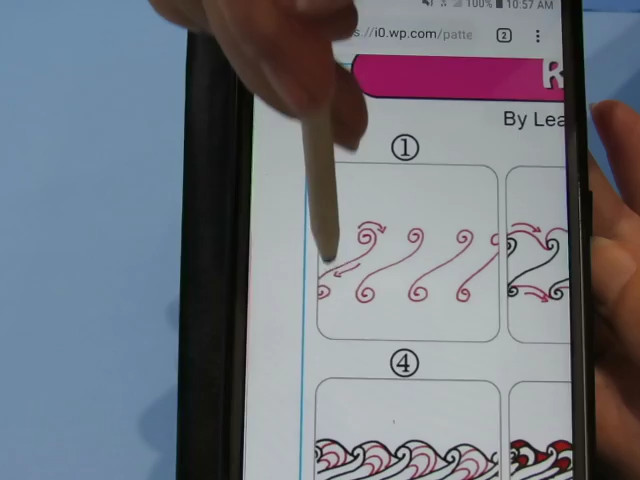 100% 10:57 AM
s://i0.wp.com/patte 2
R
By Lea
①
④